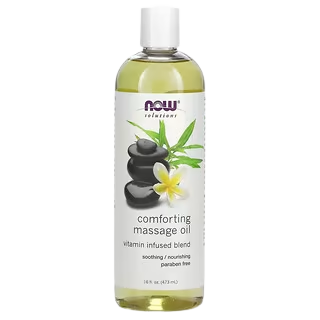 now
solutions
comforting
massage oil
vitamin infused blend
soothing / nourishing
paraben free
16 fl. oz. (473 mL)